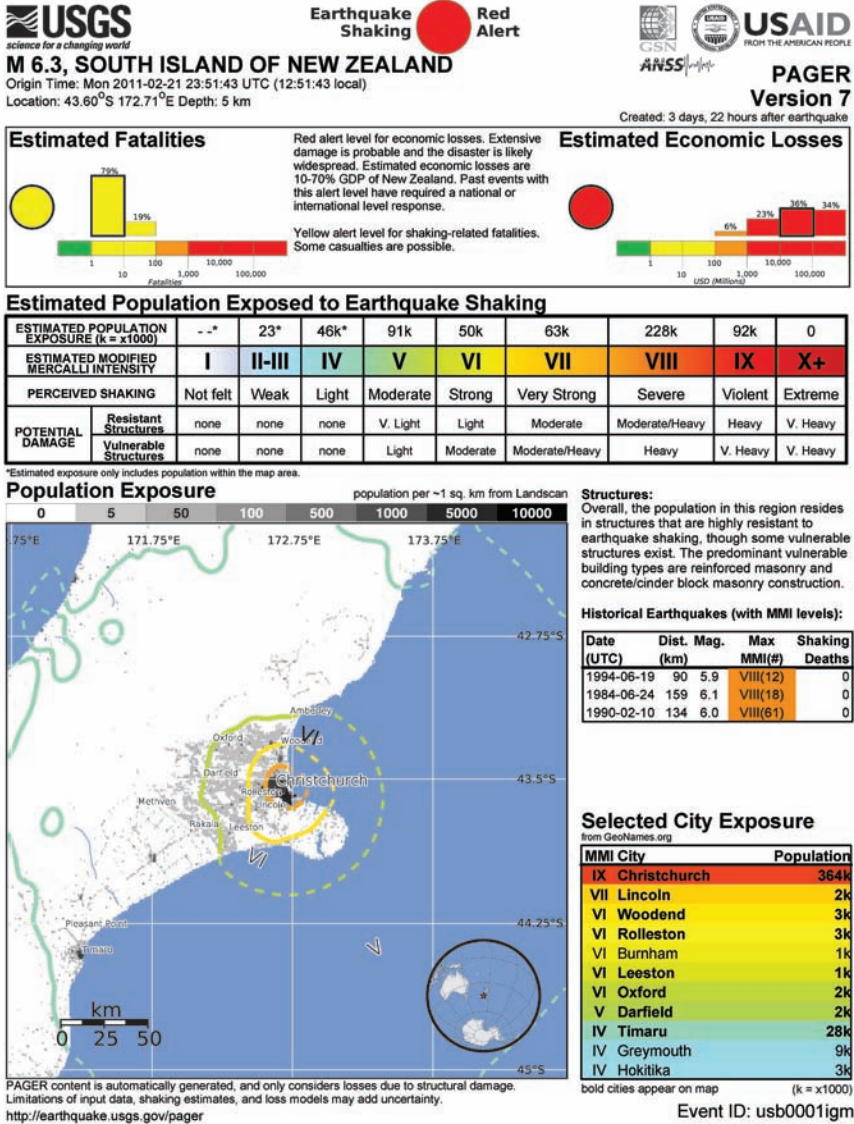 USGS
science for a changing world
Earthquake Shaking Red Alert
USAID
FROM THE AMERICAN PEOPLE
GSN
ANSS
M 6.3, SOUTH ISLAND OF NEW ZEALAND
Origin Time: Mon 2011-02-21 23:51:43 UTC (12:51:43 local)
Location: 43.60°S 172.71°E Depth: 5 km
PAGER
Version 7
Created: 3 days, 22 hours after earthquake
Estimated Fatalities
79%
19%
1 100 10,000
10 1,000 100,000
Fatalities
Red alert level for economic losses. Extensive
damage is probable and the disaster is likely
widespread. Estimated economic losses are
10-70% GDP of New Zealand. Past events with
this alert level have required a national or
international level response.
Yellow alert level for shaking-related fatalities.
Some casualties are possible.
Estimated Economic Losses
6% 23% 36% 34%
1 100 10,000
10 1,000 100,000
USD (Millions)
Estimated Population Exposed to Earthquake Shaking
ESTIMATED POPULATION EXPOSURE (k = x1000) - -* 23* 46k* 91k 50k 63k 228k 92k 0
ESTIMATED MODIFIED MERCALLI INTENSITY I II-III IV V VI VII VIII IX X+
PERCEIVED SHAKING Not felt Weak Light Moderate Strong Very Strong Severe Violent Extreme
POTENTIAL DAMAGE
Resistant Structures none none none V. Light Light Moderate Moderate/Heavy Heavy V. Heavy
Vulnerable Structures none none none Light Moderate Moderate/Heavy Heavy V. Heavy V. Heavy
*Estimated exposure only includes population within the map area.
Population Exposure
population per ~1 sq. km from Landscan
0 5 50 100 500 1000 5000 10000
.75°E 171.75°E 172.75°E 173.75°E
42.75°S
Amberley
VI
Oxford
Woodend
Darfield
Christchurch
43.5°S
Rolleston
Methven
Lincoln
Rakaia
Leeston
VI
Pleasant Point
44.25°S
V
Timaru
km
0 25 50
45°S
Structures:
Overall, the population in this region resides
in structures that are highly resistant to
earthquake shaking, though some vulnerable
structures exist. The predominant vulnerable
building types are reinforced masonry and
concrete/cinder block masonry construction.
Historical Earthquakes (with MMI levels):
Date (UTC) Dist. (km) Mag. Max MMI(#) Shaking Deaths
1994-06-19 90 5.9 VIII(12) 0
1984-06-24 159 6.1 VIII(18) 0
1990-02-10 134 6.0 VIII(61) 0
Selected City Exposure
from GeoNames.org
MMI City Population
IX Christchurch 364k
VII Lincoln 2k
VI Woodend 3k
VI Rolleston 3k
VI Burnham 1k
VI Leeston 1k
VI Oxford 2k
V Darfield 2k
IV Timaru 28k
IV Greymouth 9k
IV Hokitika 3k
bold cities appear on map (k = x1000)
PAGER content is automatically generated, and only considers losses due to structural damage.
Limitations of input data, shaking estimates, and loss models may add uncertainty.
http://earthquake.usgs.gov/pager
Event ID: usb0001igm